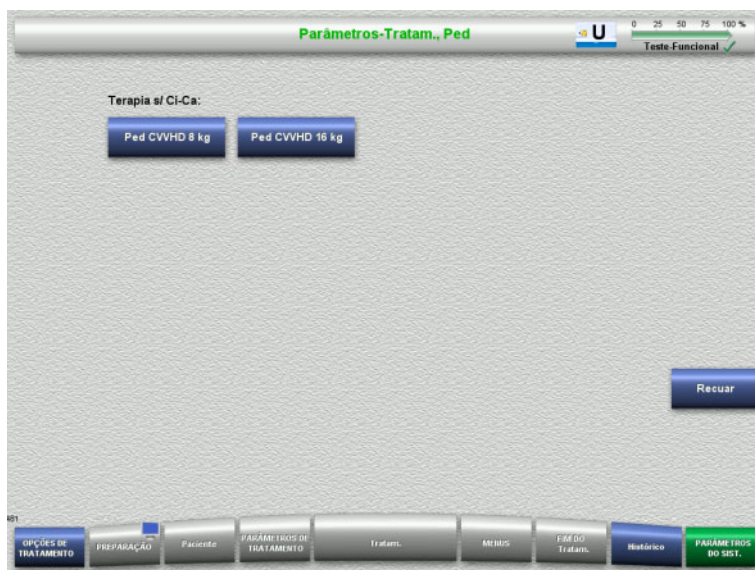 Parâmetros-Tratam., Ped
U
0 25 50 75 100 %
Teste-Funcional
Terapia s/ Ci-Ca:
Ped CVVHD 8 kg
Ped CVVHD 16 kg
Recuar
OPÇÕES DE
TRATAMENTO
PREPARAÇÃO
Paciente
PARÂMETROS DE
TRATAMENTO
Tratam.
MENUS
FIM DO
Tratam.
Histórico
PARÂMETROS
DO SIST.